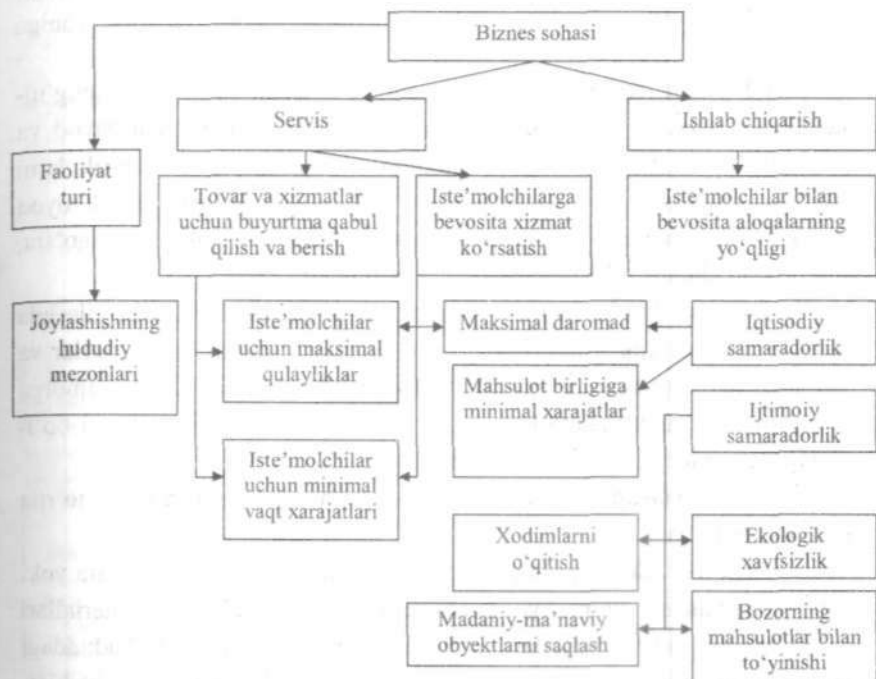 Biznes sohasi
Servis
Ishlab chiqarish
Faoliyat
turi
Tovar va xizmatlar
uchun buyurtma qabul
qilish va berish
Iste’molchilarga
bevosita xizmat
ko‘rsatish
Iste’molchilar bilan
bevosita aloqalarning
yo‘qligi
Joylashishning
hududiy
mezonlari
Iste’molchilar
uchun maksimal
qulayliklar
Maksimal daromad
Iqtisodiy
samaradorlik
Mahsulot birligiga
minimal xarajatlar
Ijtimoiy
samaradorlik
Iste’molchilar
uchun minimal
vaqt xarajatlari
Xodimlarni
o‘qitish
Ekologik
xavfsizlik
Madaniy-ma’naviy
obyektlarni saqlash
Bozorning
mahsulotlar bilan
to‘yinishi